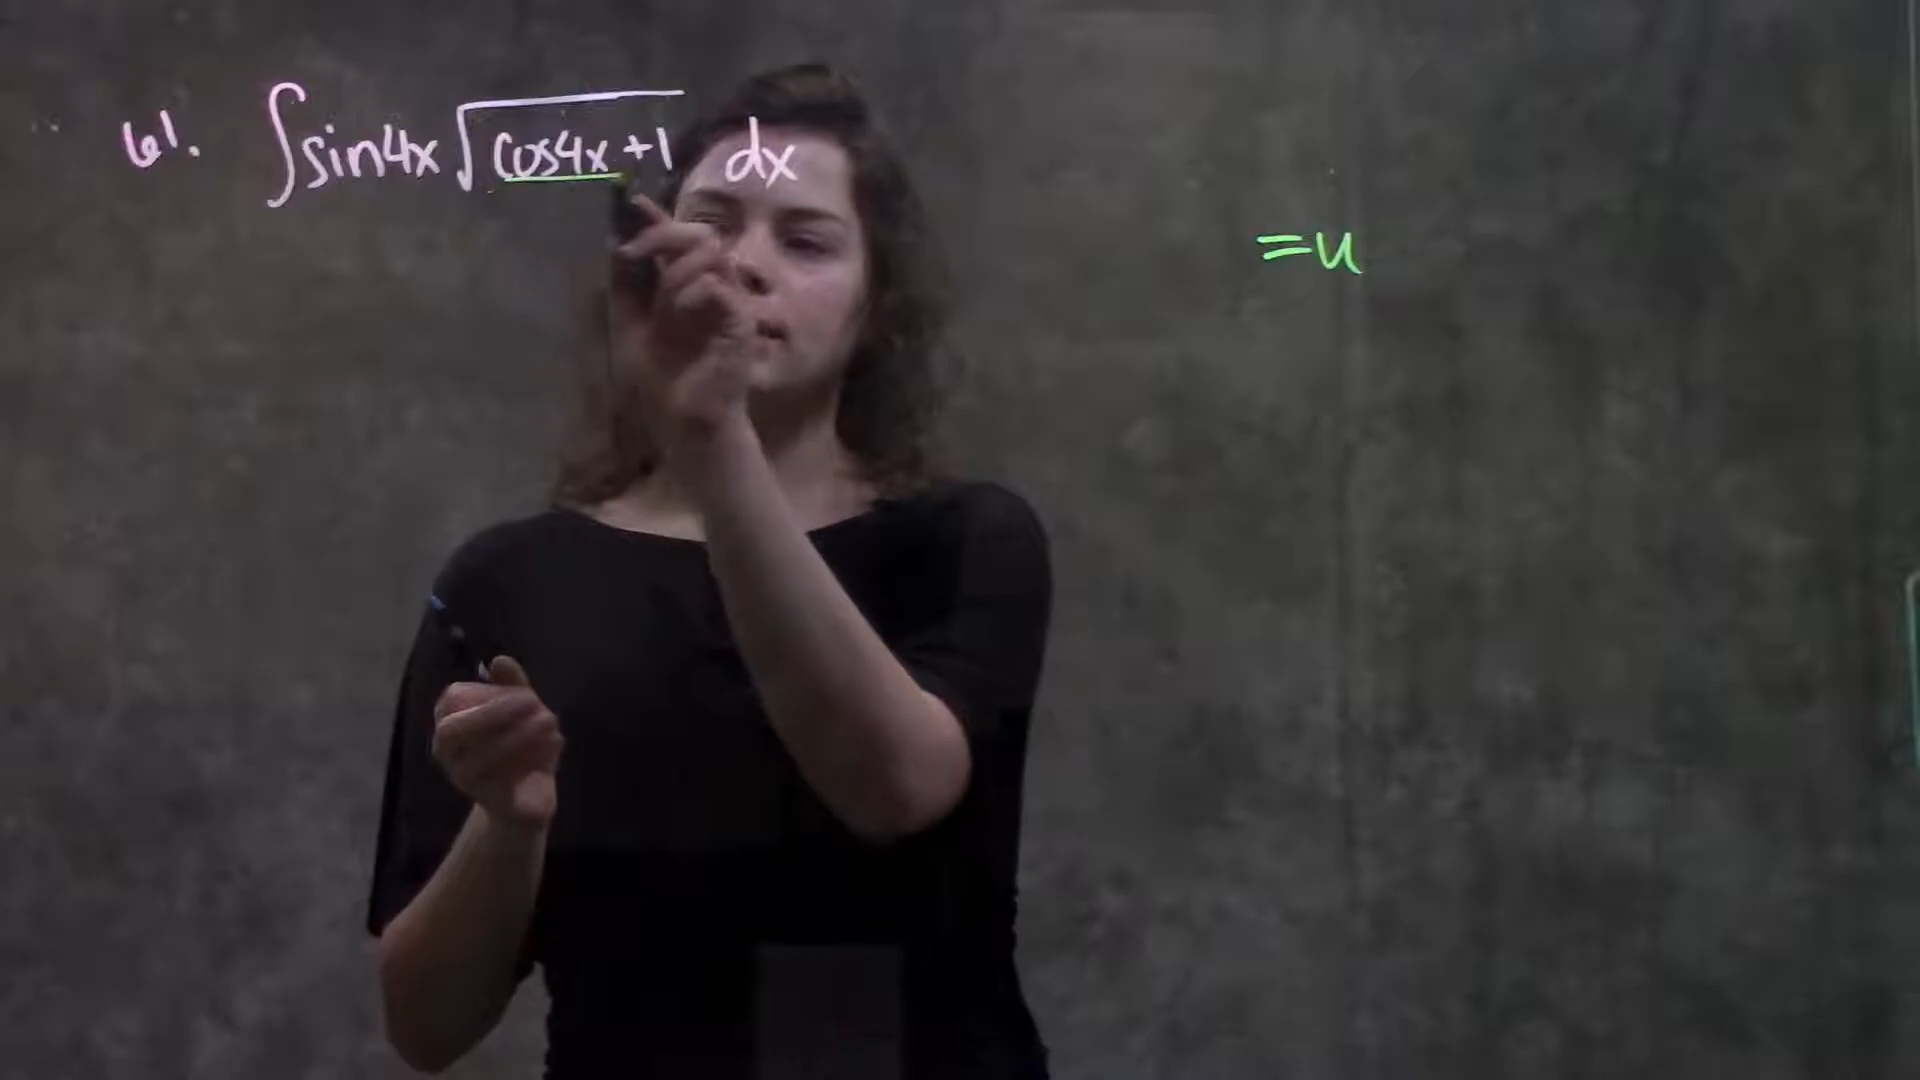 61. ∫sin4x√(cos4x+1) dx
=u